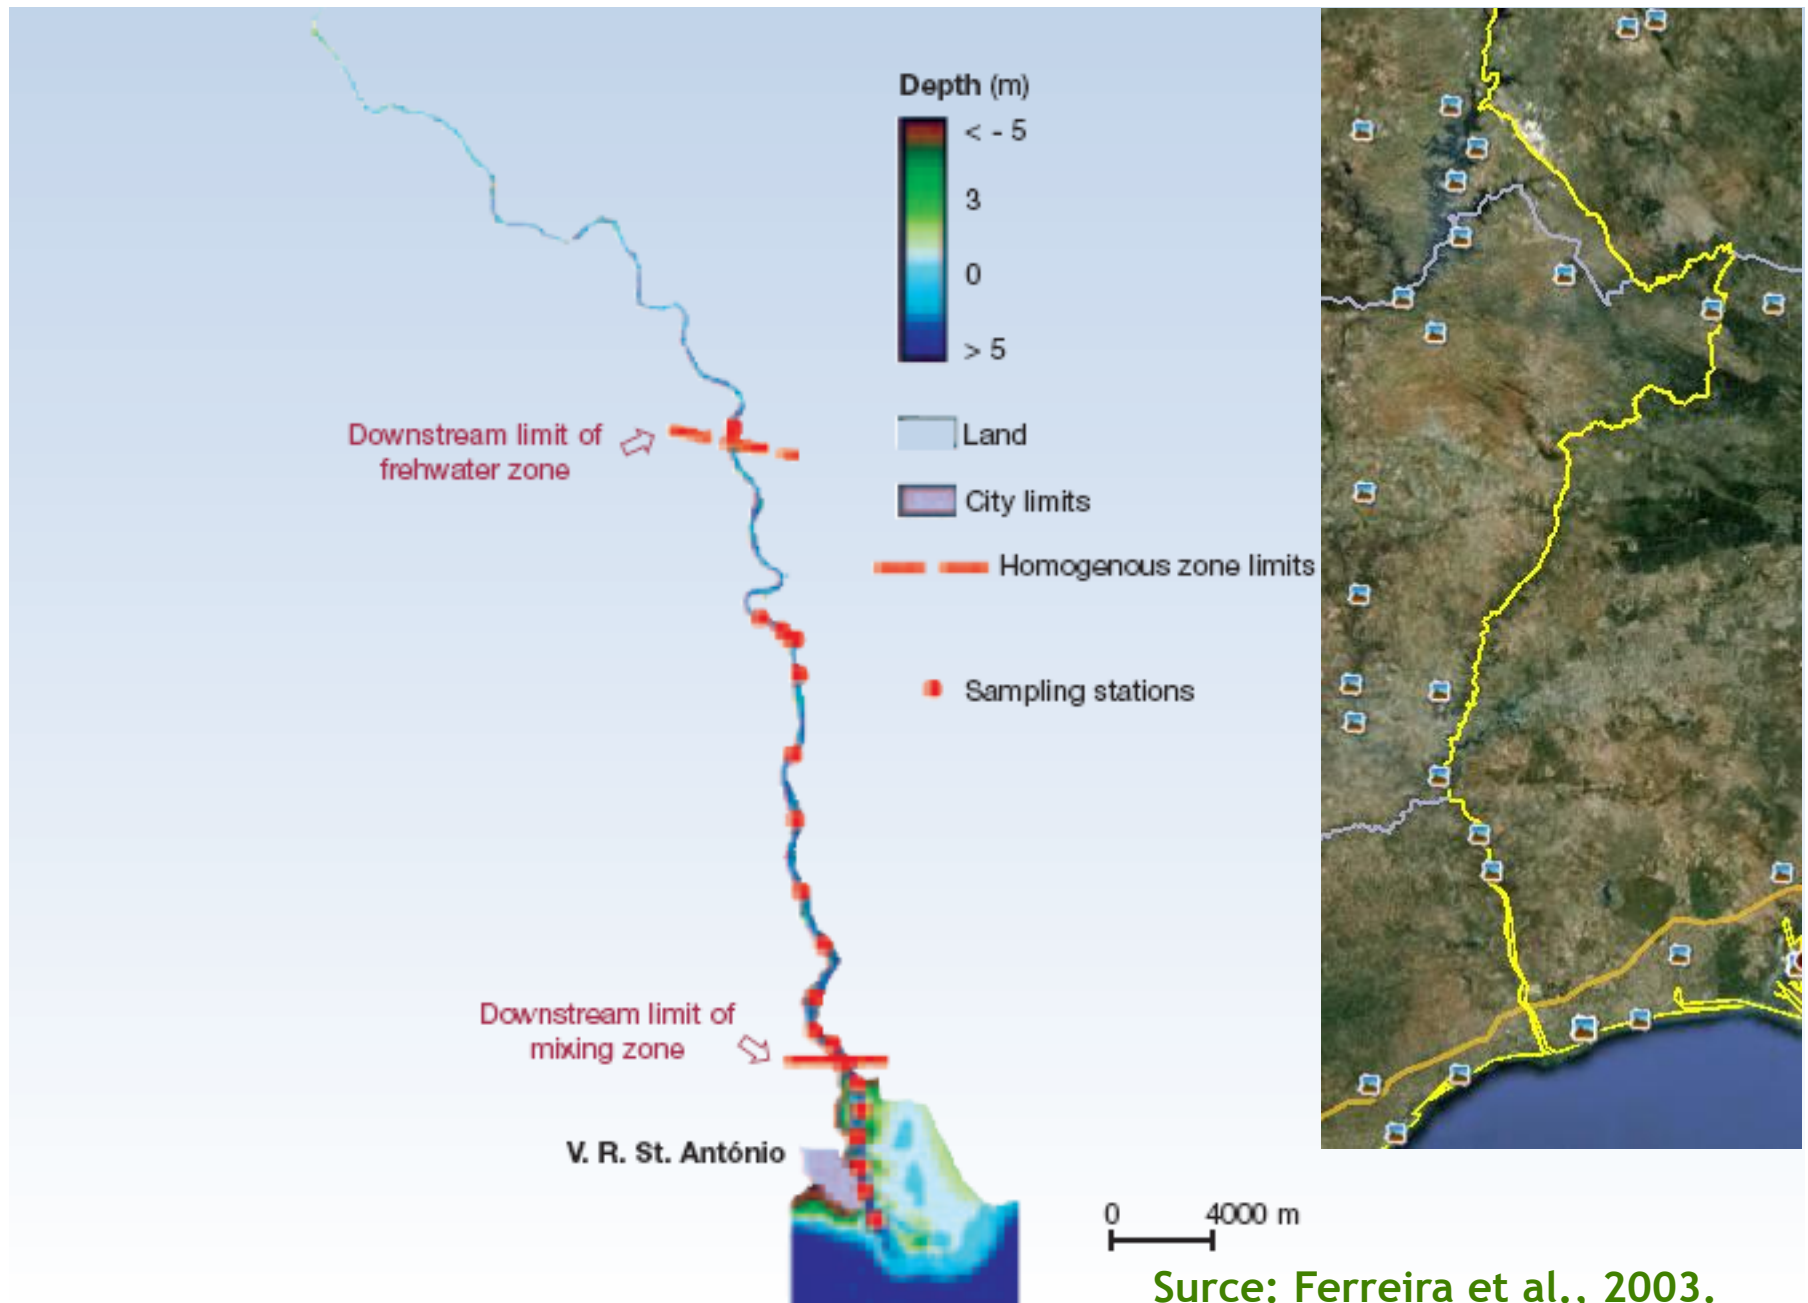 Depth (m)
< - 5
3
0
> 5
Land
City limits
Homogenous zone limits
Sampling stations
Downstream limit of
frehwater zone
Downstream limit of
mixing zone
V. R. St. António
0 4000 m
Surce: Ferreira et al., 2003.